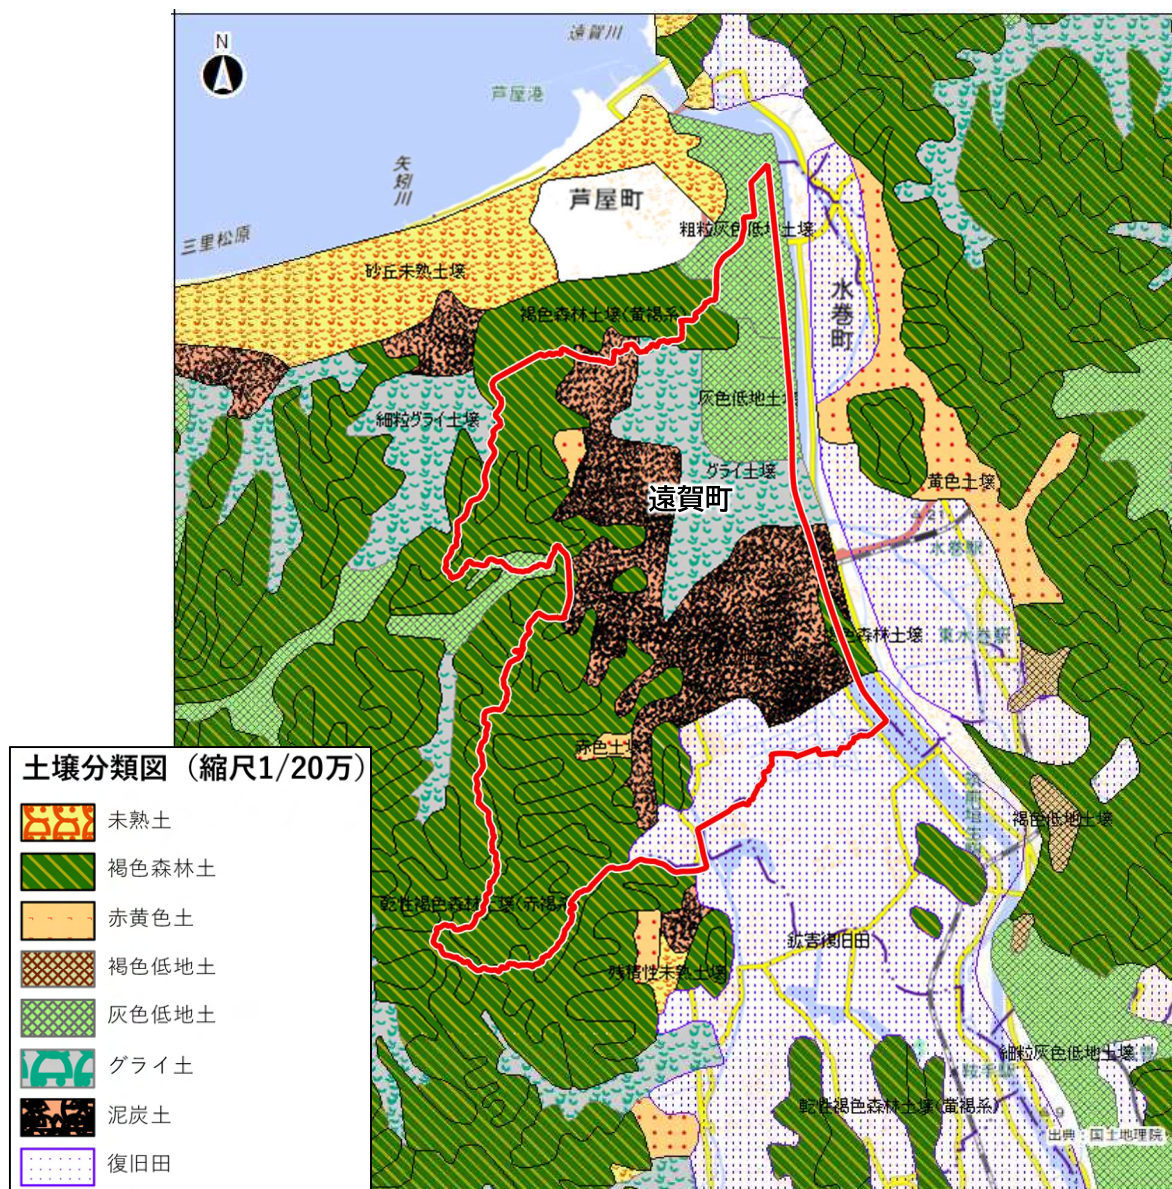 N
遠賀川
芦屋港
矢矧川
三里松原
芦屋町
粗粒灰色低地土壌
砂丘未熟土壌
水巻町
褐色森林土壌(黄褐系
灰色低地土壌
細粒グライ土壌
グライ土壌
黄色土壌
遠賀町
水巻駅
色森林土壌
東水巻駅
赤色土壌
褐色低地土壌
乾性褐色森林土壌(赤褐系
鉱害復旧田
残積性未熟土壌
細粒灰色低地土壌
鞍手駅
乾性褐色森林土壌(黄褐系)
出典:国土地理院
土壌分類図(縮尺1/20万)
未熟土
褐色森林土
赤黄色土
褐色低地土
灰色低地土
グライ土
泥炭土
復旧田